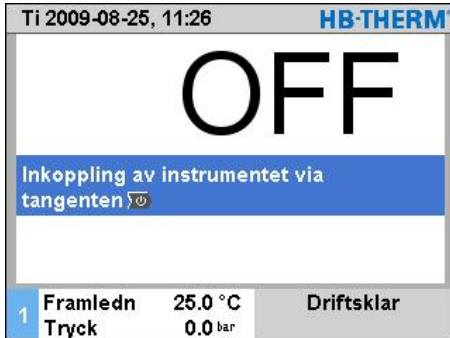 Ti 2009-08-25, 11:26 HB-THERM
OFF
Inkoppling av instrumentet via
tangenten
Framledn 25.0 °C Driftsklar
1
Tryck 0.0 bar